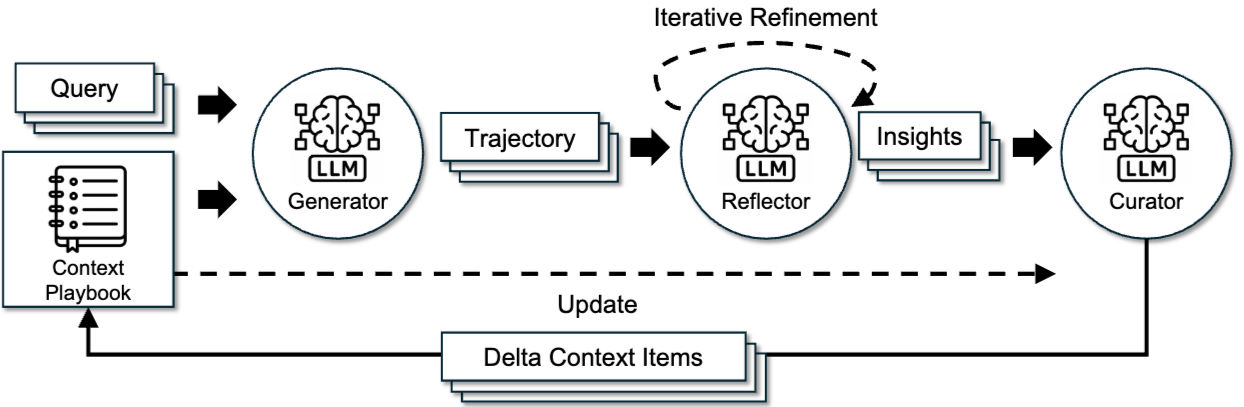 Iterative Refinement
Query
Trajectory
Insights
LLM
Generator
LLM
Reflector
LLM
Curator
Context
Playbook
Update
Delta Context Items